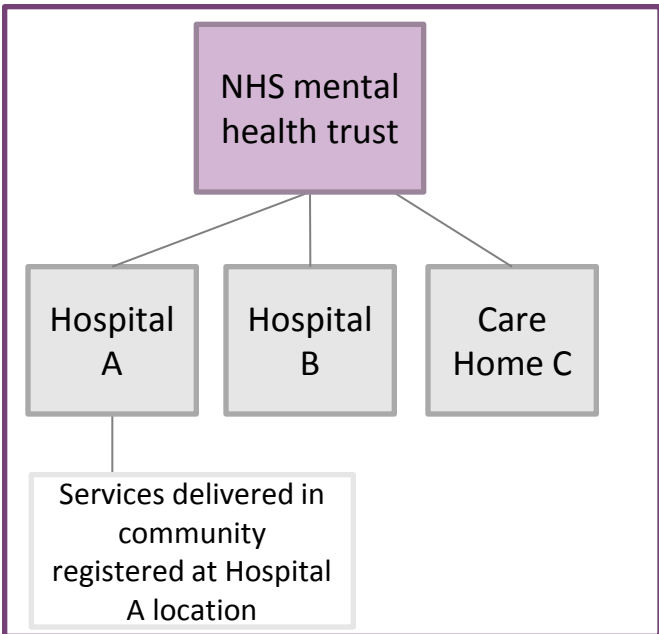 NHS mental
health trust
Hospital
A
Hospital
B
Care
Home C
Services delivered in
community
registered at Hospital
A location